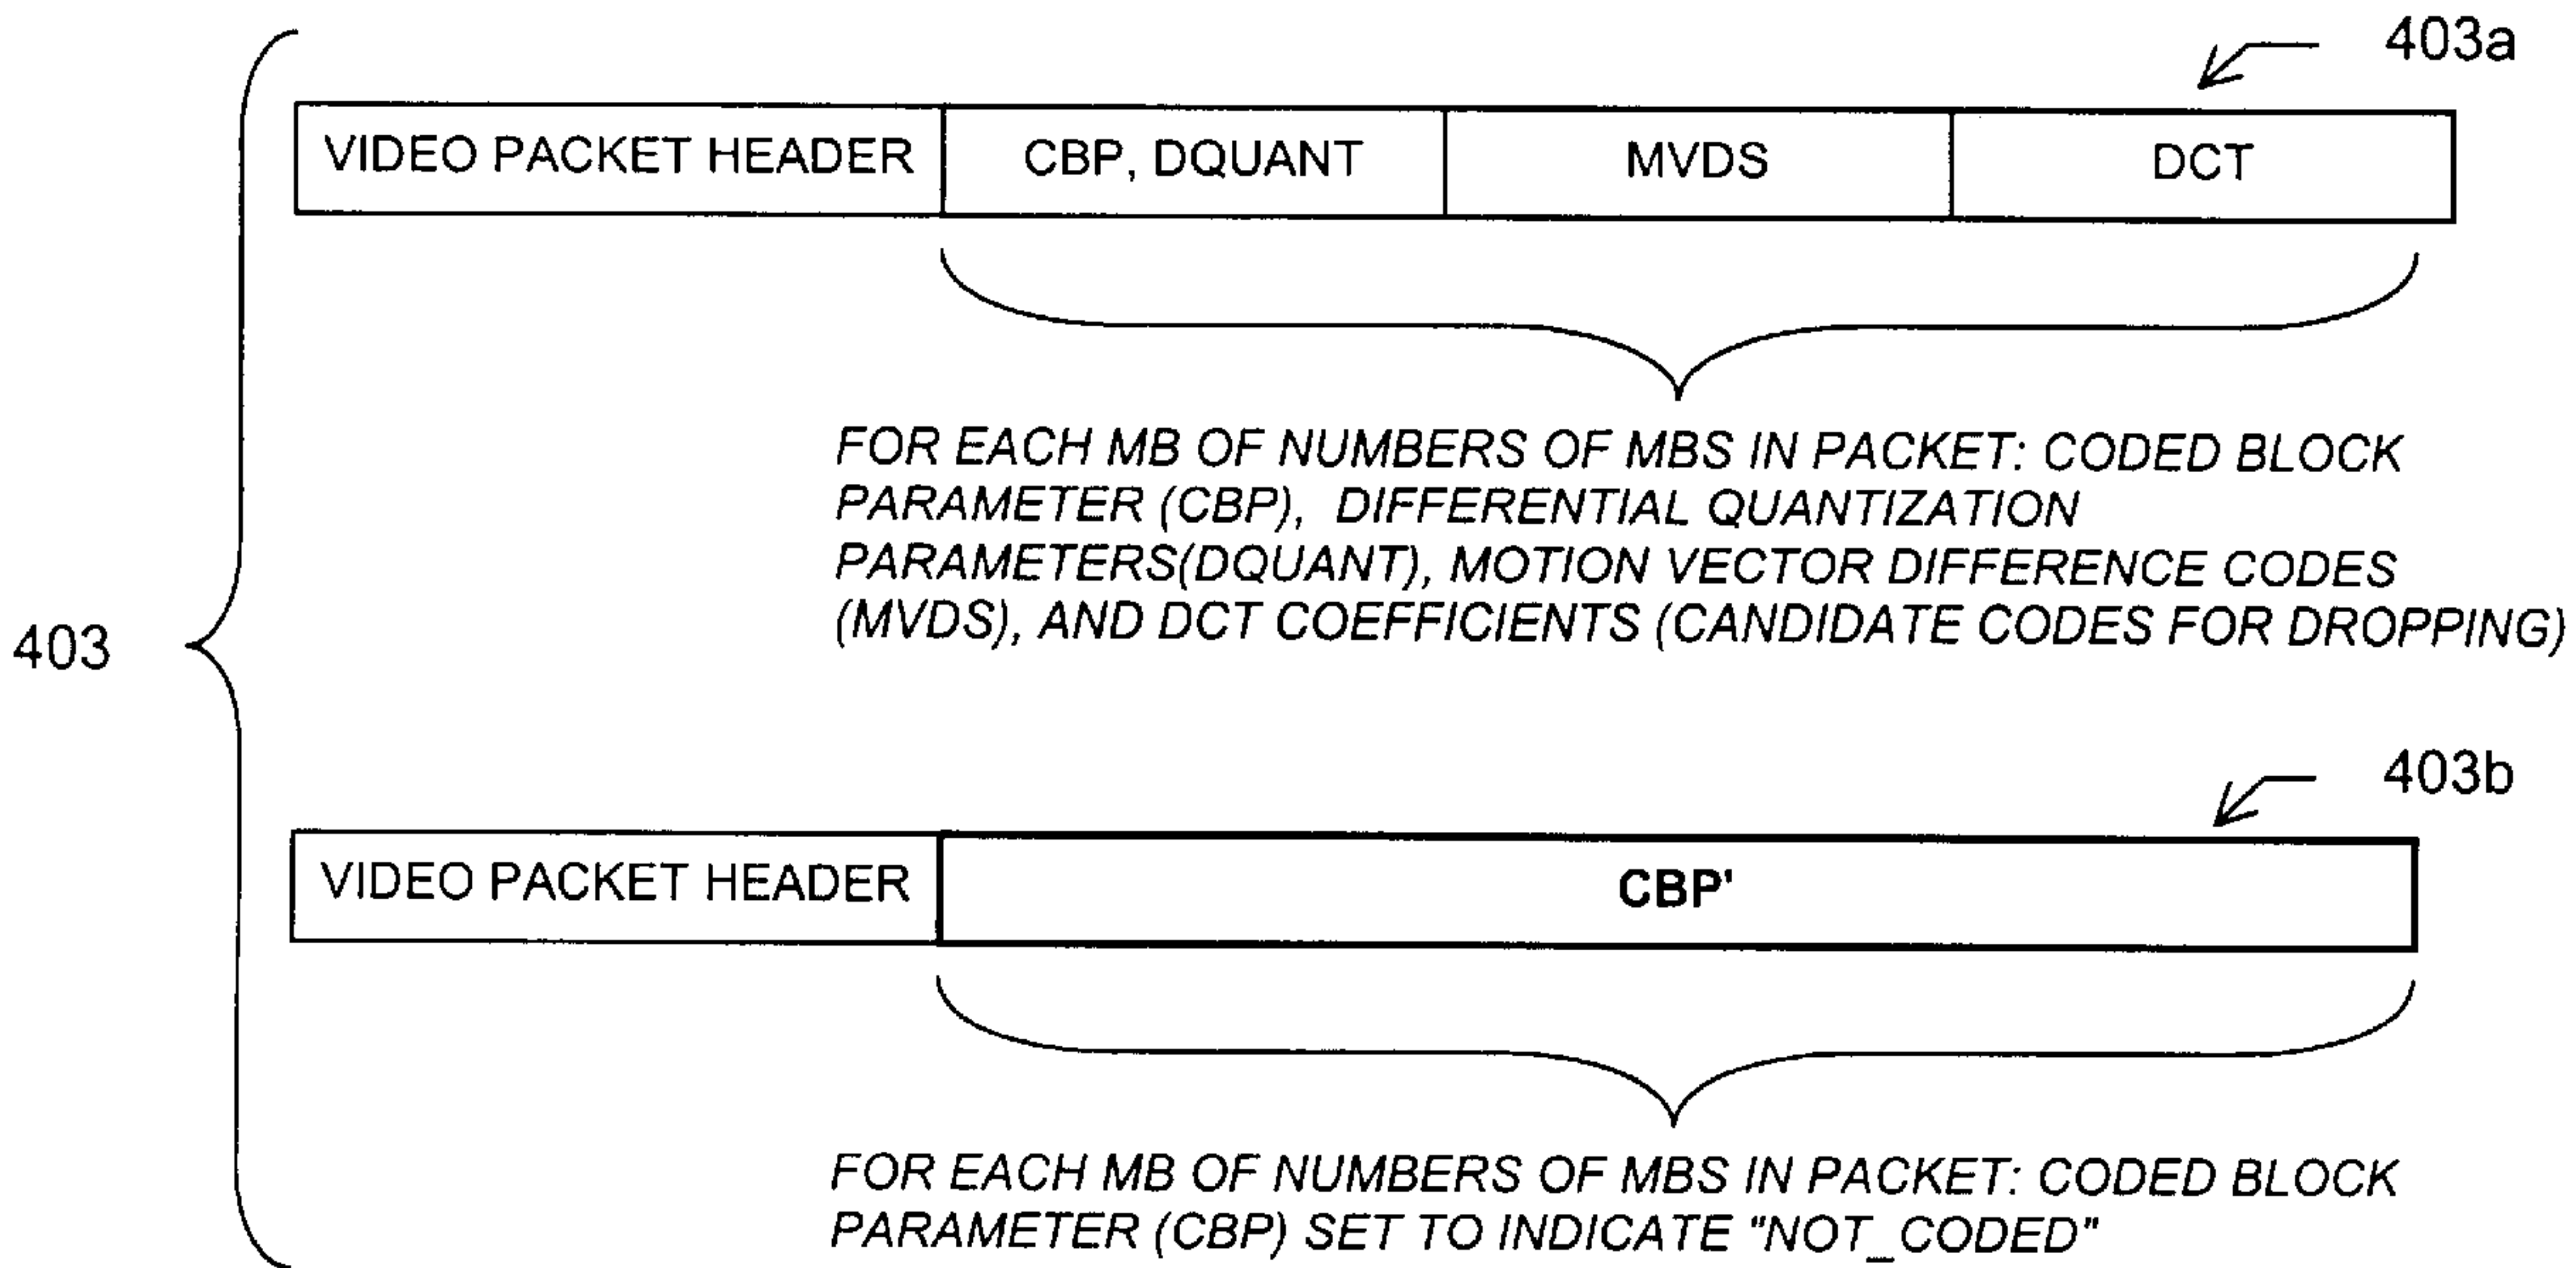 403a
VIDEO PACKET HEADER CBP, DQUANT MVDS DCT
FOR EACH MB OF NUMBERS OF MBS IN PACKET: CODED BLOCK
PARAMETER (CBP), DIFFERENTIAL QUANTIZATION
PARAMETERS(DQUANT), MOTION VECTOR DIFFERENCE CODES
(MVDS), AND DCT COEFFICIENTS (CANDIDATE CODES FOR DROPPING)
403
403b
VIDEO PACKET HEADER CBP'
FOR EACH MB OF NUMBERS OF MBS IN PACKET: CODED BLOCK
PARAMETER (CBP) SET TO INDICATE "NOT_CODED"